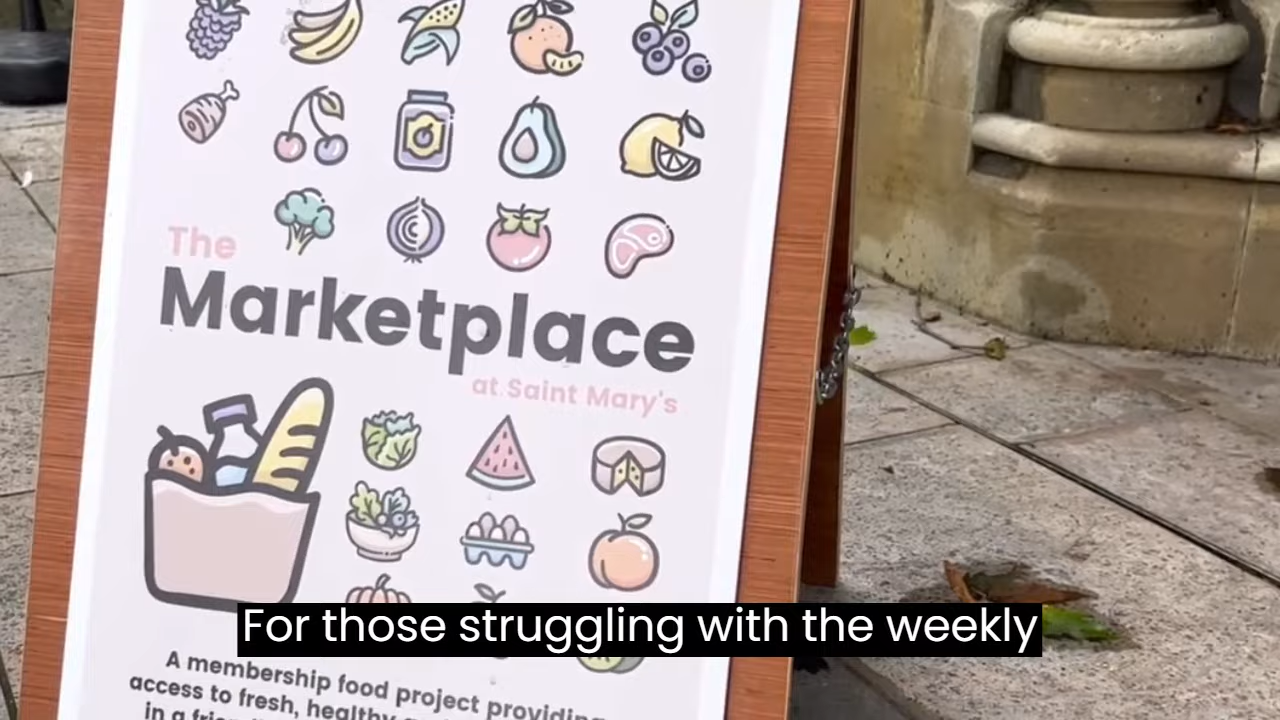 The
Marketplace
at Saint Mary's
For those struggling with the weekly
A membership food project providing
access to fresh, healthy
in a